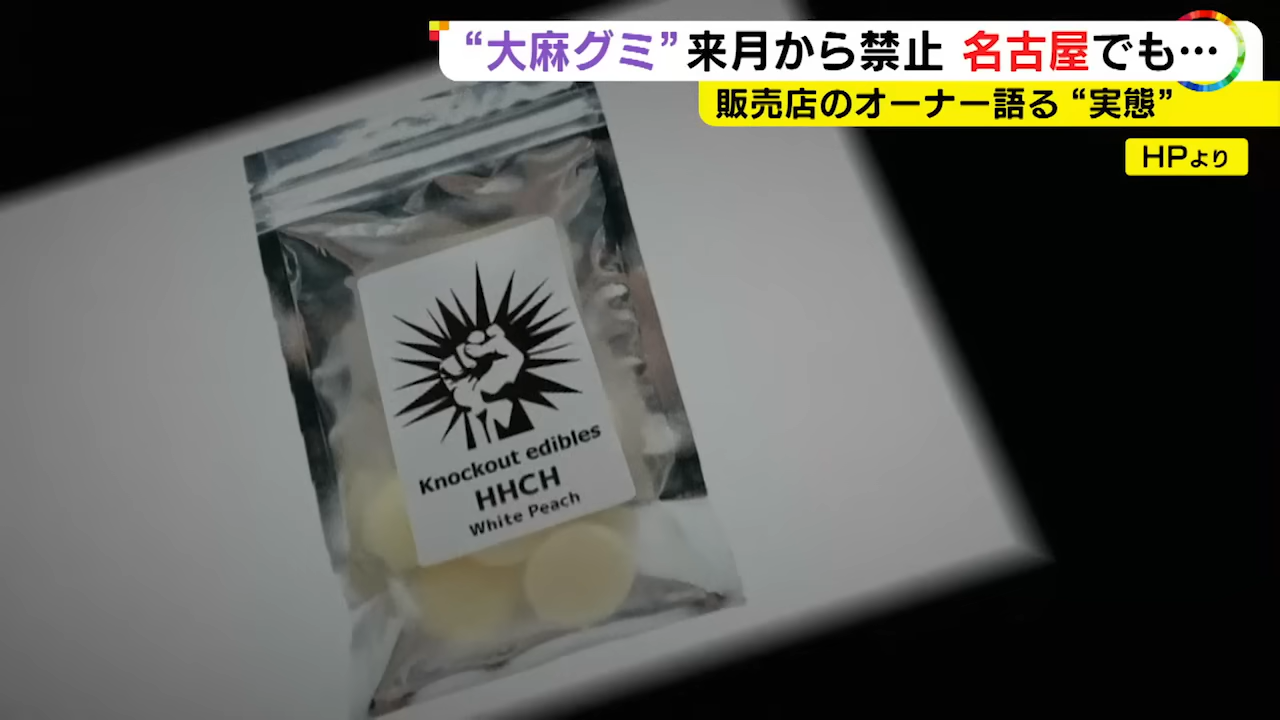 “大麻グミ”来月から禁止 名古屋でも…
販売店のオーナー語る“実態”
HPより
Knockout edibles
HHCH
White Peach